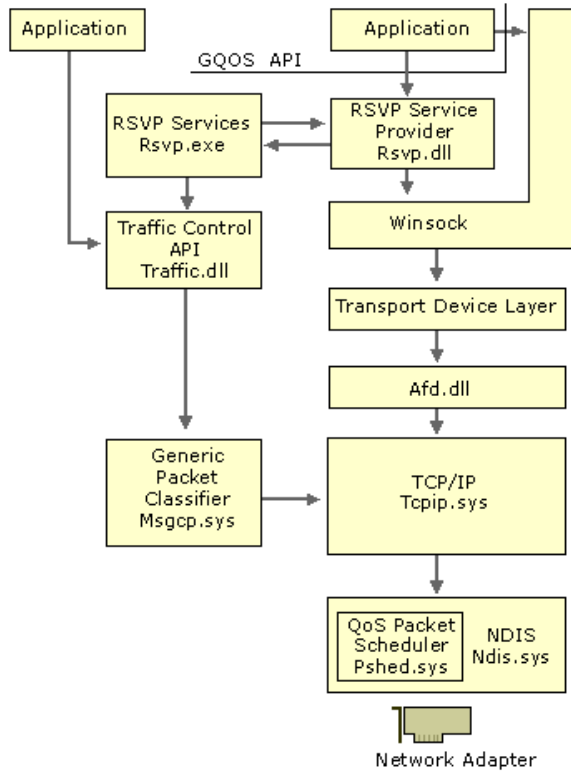 Application
Application
GQOS API
RSVP Services
Rsvp.exe
RSVP Service
Provider
Rsvp.dll
Traffic Control
API
Traffic.dll
Winsock
Transport Device Layer
Afd.dll
Generic
Packet
Classifier
Msgcp.sys
TCP/IP
Tcpip.sys
QoS Packet
Scheduler
Pshed.sys
NDIS
Ndis.sys
Network Adapter